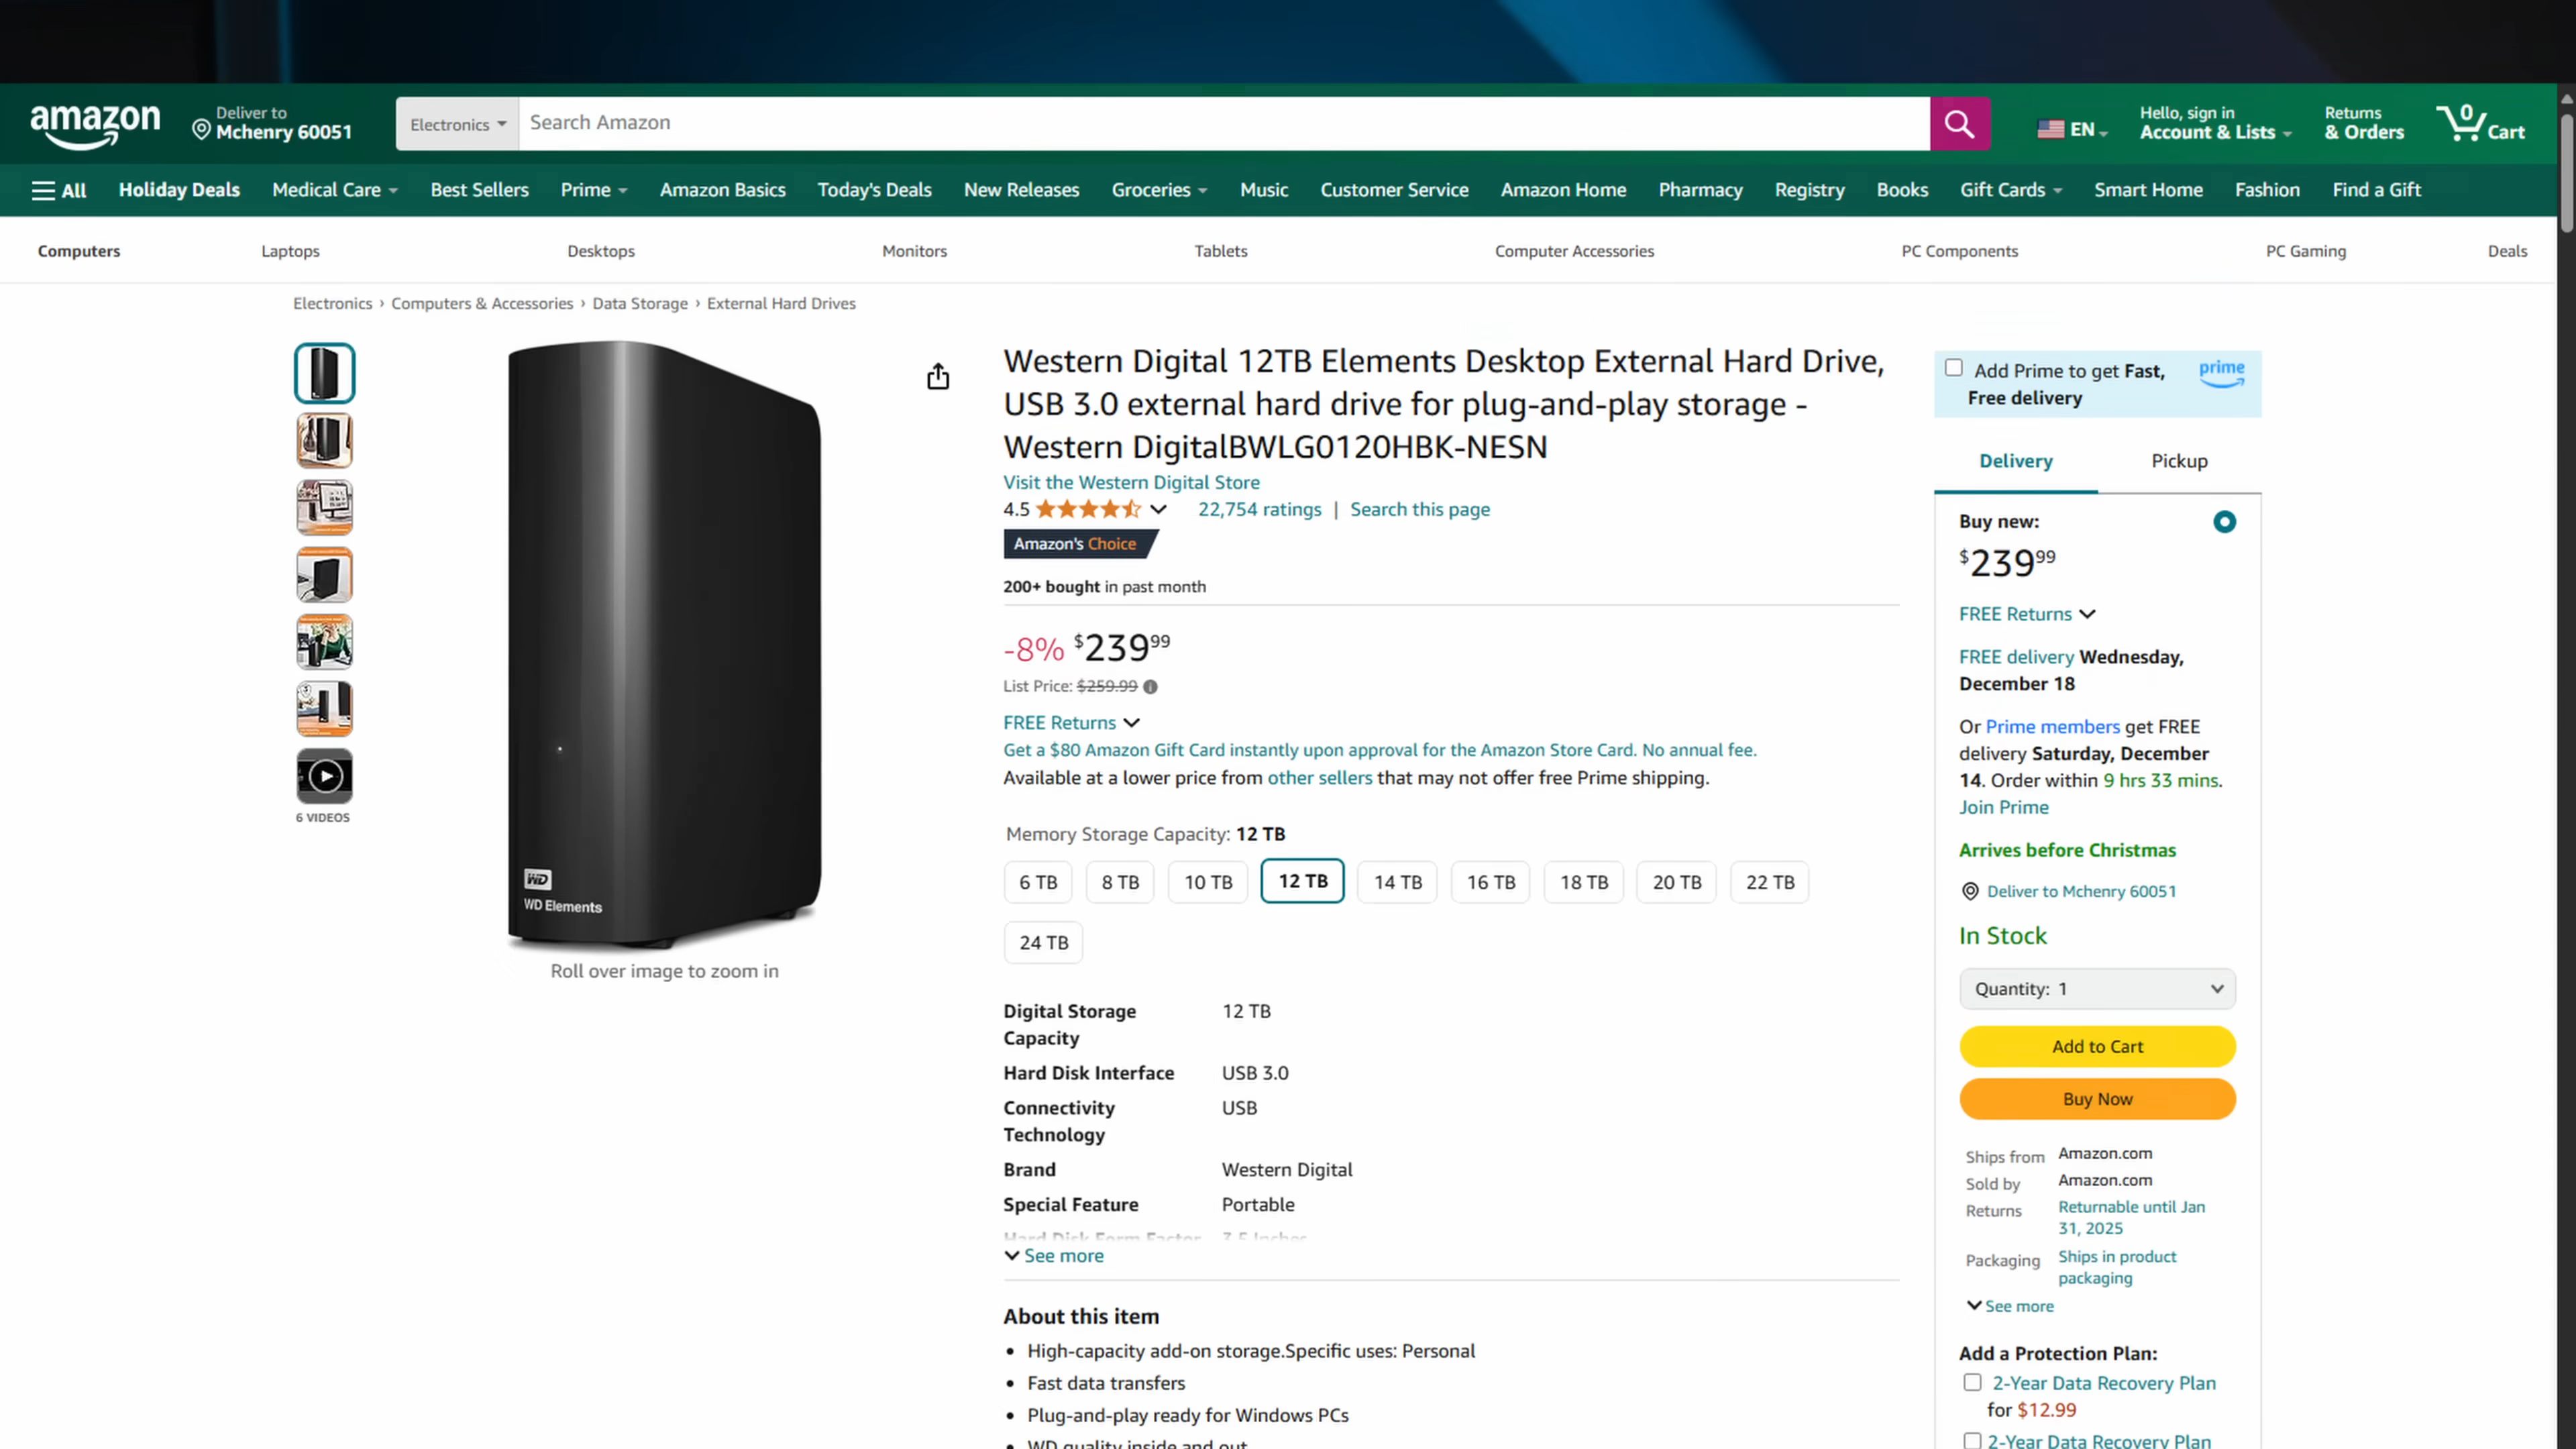 amazon
Deliver to
Mchenry 60051
Electronics
Search Amazon
EN
Hello, sign in
Account & Lists
Returns
& Orders
0
Cart
All
Holiday Deals
Medical Care
Best Sellers
Prime
Amazon Basics
Today's Deals
New Releases
Groceries
Music
Customer Service
Amazon Home
Pharmacy
Registry
Books
Gift Cards
Smart Home
Fashion
Find a Gift
Computers
Laptops
Desktops
Monitors
Tablets
Computer Accessories
PC Components
PC Gaming
Deals
Electronics › Computers & Accessories › Data Storage › External Hard Drives
6 VIDEOS
WD
WD Elements
Roll over image to zoom in
Western Digital 12TB Elements Desktop External Hard Drive,
USB 3.0 external hard drive for plug-and-play storage -
Western DigitalBWLG0120HBK-NESN
Visit the Western Digital Store
4.5
22,754 ratings | Search this page
Amazon's Choice
200+ bought in past month
-8% $239 99
List Price: $259.99
FREE Returns
Get a $80 Amazon Gift Card instantly upon approval for the Amazon Store Card. No annual fee.
Available at a lower price from other sellers that may not offer free Prime shipping.
Memory Storage Capacity: 12 TB
6 TB
8 TB
10 TB
12 TB
14 TB
16 TB
18 TB
20 TB
22 TB
24 TB
Digital Storage
Capacity
12 TB
Hard Disk Interface
USB 3.0
Connectivity
Technology
USB
Brand
Western Digital
Special Feature
Portable
Hard Disk Form Factor
3.5 Inches
See more
About this item
• High-capacity add-on storage.Specific uses: Personal
• Fast data transfers
• Plug-and-play ready for Windows PCs
• WD quality inside and out
Add Prime to get Fast,
Free delivery
prime
Delivery
Pickup
Buy new:
$239 99
FREE Returns
FREE delivery Wednesday,
December 18
Or Prime members get FREE
delivery Saturday, December
14. Order within 9 hrs 33 mins.
Join Prime
Arrives before Christmas
Deliver to Mchenry 60051
In Stock
Quantity: 1
Add to Cart
Buy Now
Ships from
Amazon.com
Sold by
Amazon.com
Returns
Returnable until Jan
31, 2025
Packaging
Ships in product
packaging
See more
Add a Protection Plan:
2-Year Data Recovery Plan
for $12.99
2-Year Data Recovery Plan